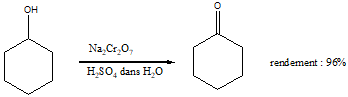 OH
O
Na₂Cr₂O₇
H₂SO₄ dans H₂O
rendement : 96%